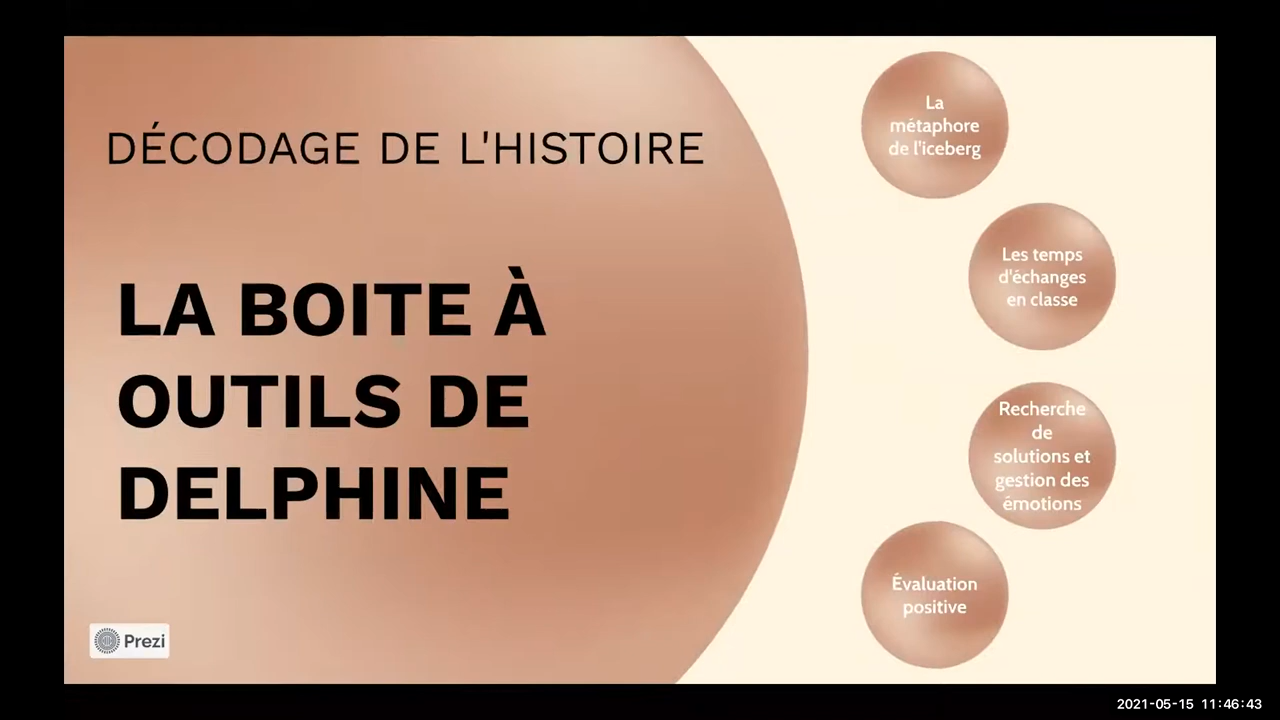 DÉCODAGE DE L'HISTOIRE
LA BOITE À
OUTILS DE
DELPHINE
La
métaphore
de l'iceberg
Les temps
d'échanges
en classe
Recherche
de
solutions et
gestion des
émotions
Évaluation
positive
Prezi
2021-05-15 11:46:43